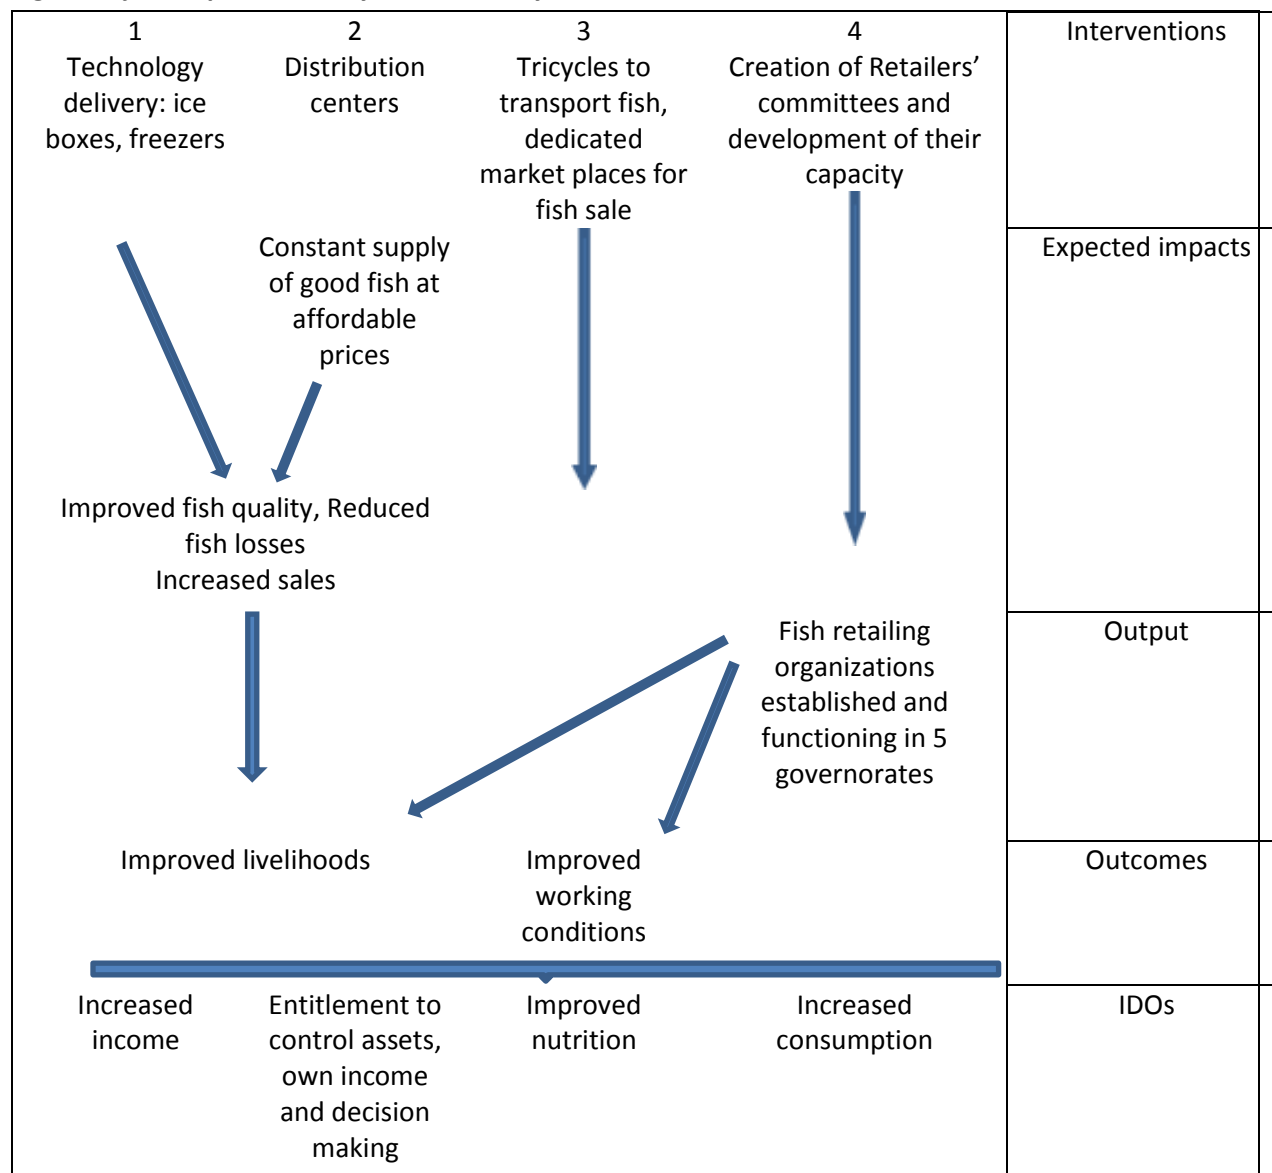 1
Technology
delivery: ice
boxes, freezers
2
Distribution
centers
3
Tricycles to
transport fish,
dedicated
market places for
fish sale
4
Creation of Retailers’
committees and
development of their
capacity
Interventions
Constant supply
of good fish at
affordable
prices
Expected impacts
Improved fish quality, Reduced
fish losses
Increased sales
Fish retailing
organizations
established and
functioning in 5
governorates
Output
Improved livelihoods
Improved
working
conditions
Outcomes
Increased
income
Entitlement to
control assets,
own income
and decision
making
Improved
nutrition
Increased
consumption
IDOs